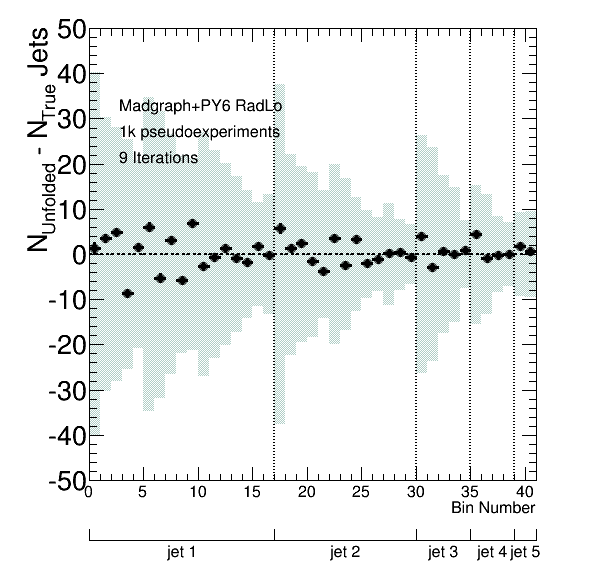 N_Unfolded - N_True Jets
50
40
30
20
10
0
-10
-20
-30
-40
-50
Madgraph+PY6 RadLo
1k pseudoexperiments
9 Iterations
0 5 10 15 20 25 30 35 40
Bin Number
jet 1 jet 2 jet 3 jet 4 jet 5